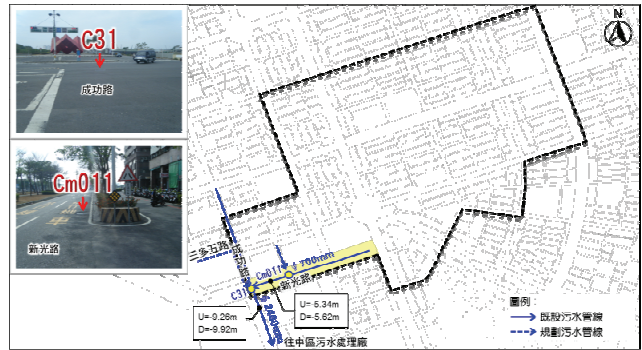 C31
成功路
Cm011
新光路
N
三多五路
成功路
Cm011
φ 700mm
新光路
C31
φ 2400mm
U=-5.34m
D=-5.62m
U=-9.26m
D=-9.92m
往中區污水處理廠
圖例：
既設污水管線
規劃污水管線